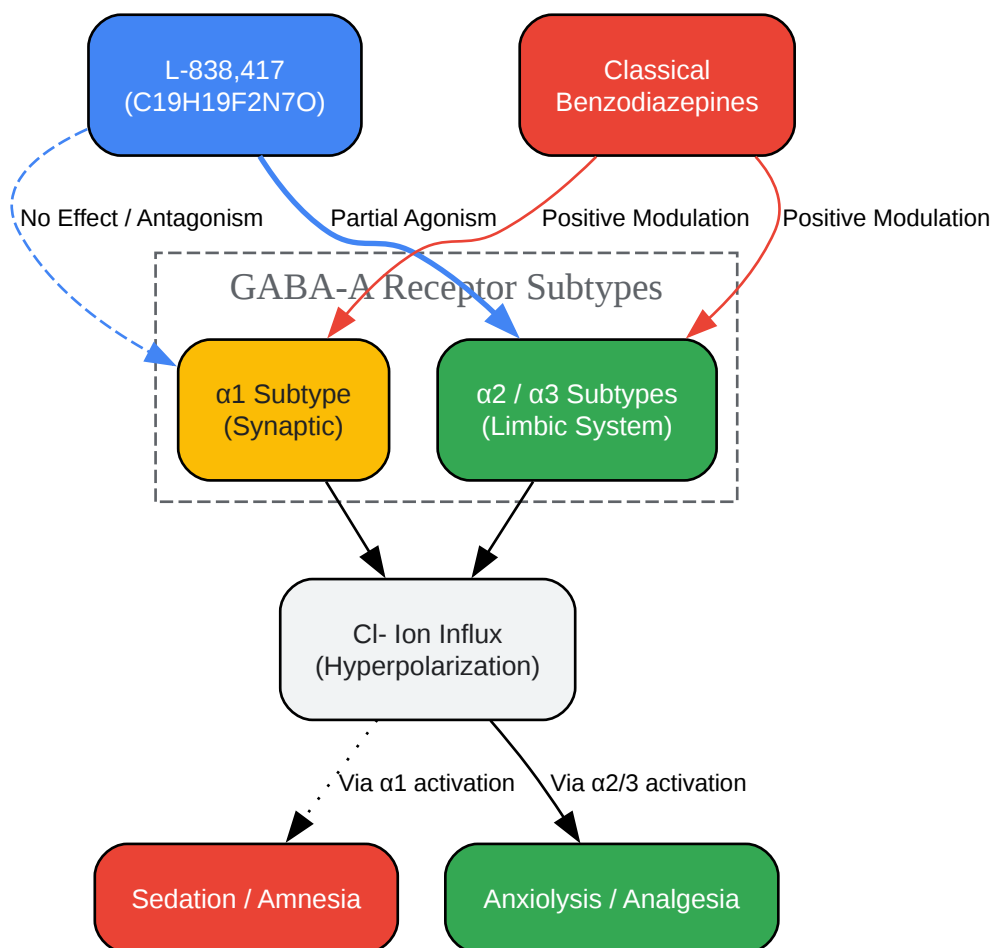 L-838,417
(C19H19F2N7O)
Classical
Benzodiazepines
No Effect / Antagonism
Partial Agonism
Positive Modulation
Positive Modulation
GABA-A Receptor Subtypes
α1 Subtype
(Synaptic)
α2 / α3 Subtypes
(Limbic System)
Cl- Ion Influx
(Hyperpolarization)
Via α1 activation
Via α2/3 activation
Sedation / Amnesia
Anxiolysis / Analgesia